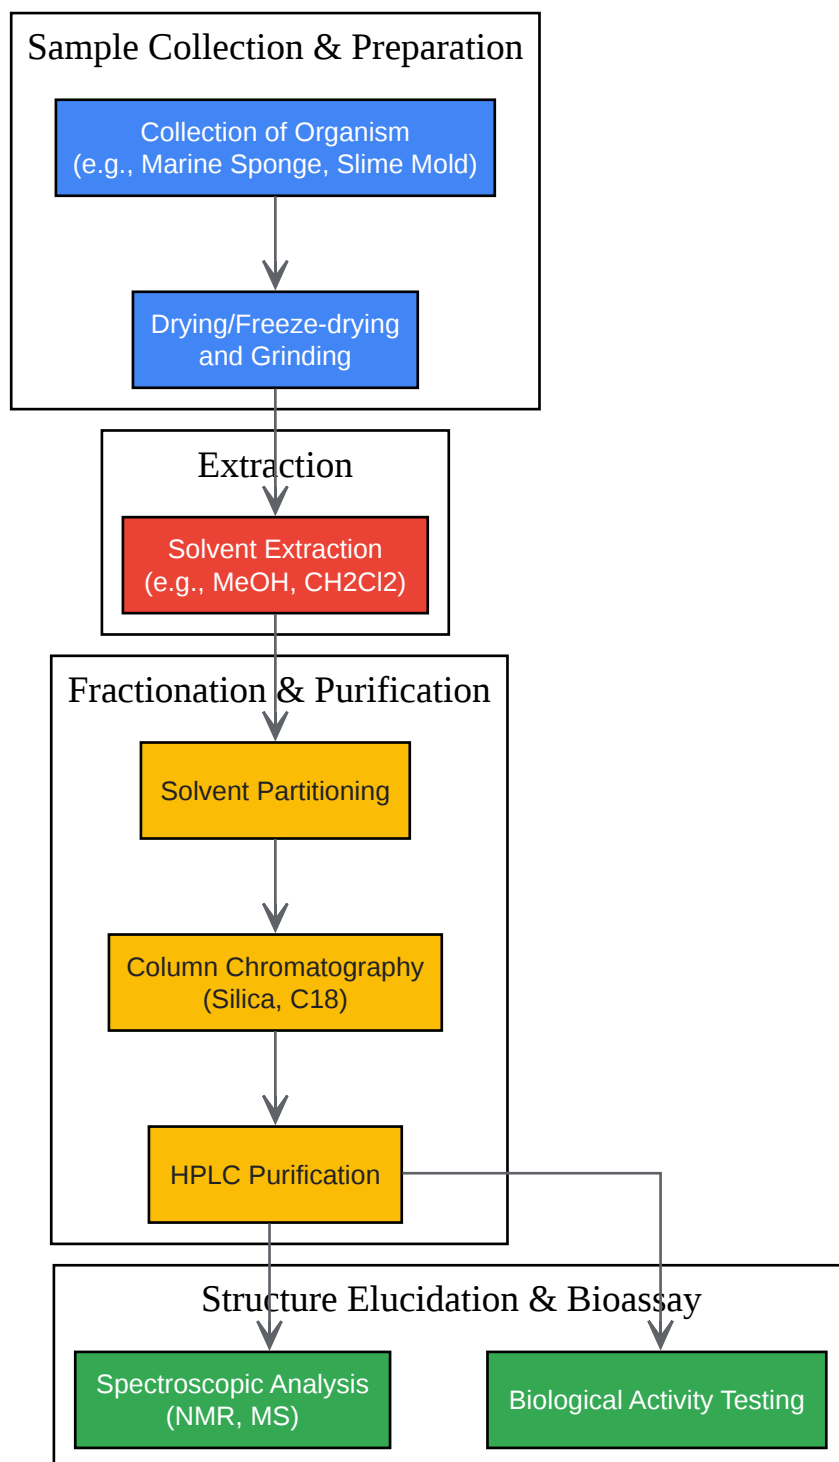 Sample Collection & Preparation
Collection of Organism
(e.g., Marine Sponge, Slime Mold)
Drying/Freeze-drying
and Grinding
Extraction
Solvent Extraction
(e.g., MeOH, CH2Cl2)
Fractionation & Purification
Solvent Partitioning
Column Chromatography
(Silica, C18)
HPLC Purification
Structure Elucidation & Bioassay
Spectroscopic Analysis
(NMR, MS)
Biological Activity Testing